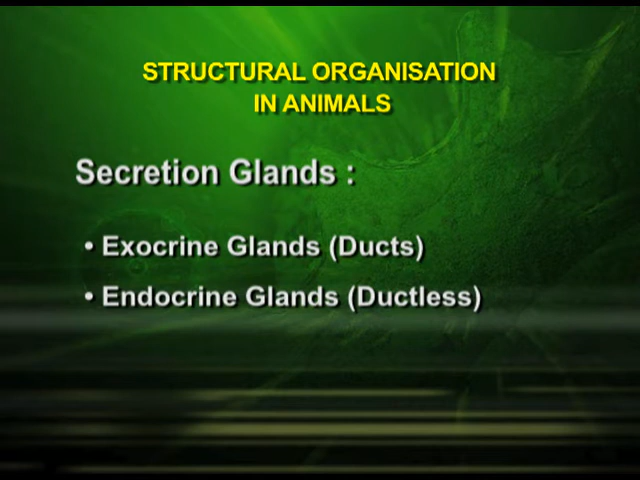 STRUCTURAL ORGANISATION
IN ANIMALS
Secretion Glands :
• Exocrine Glands (Ducts)
• Endocrine Glands (Ductless)